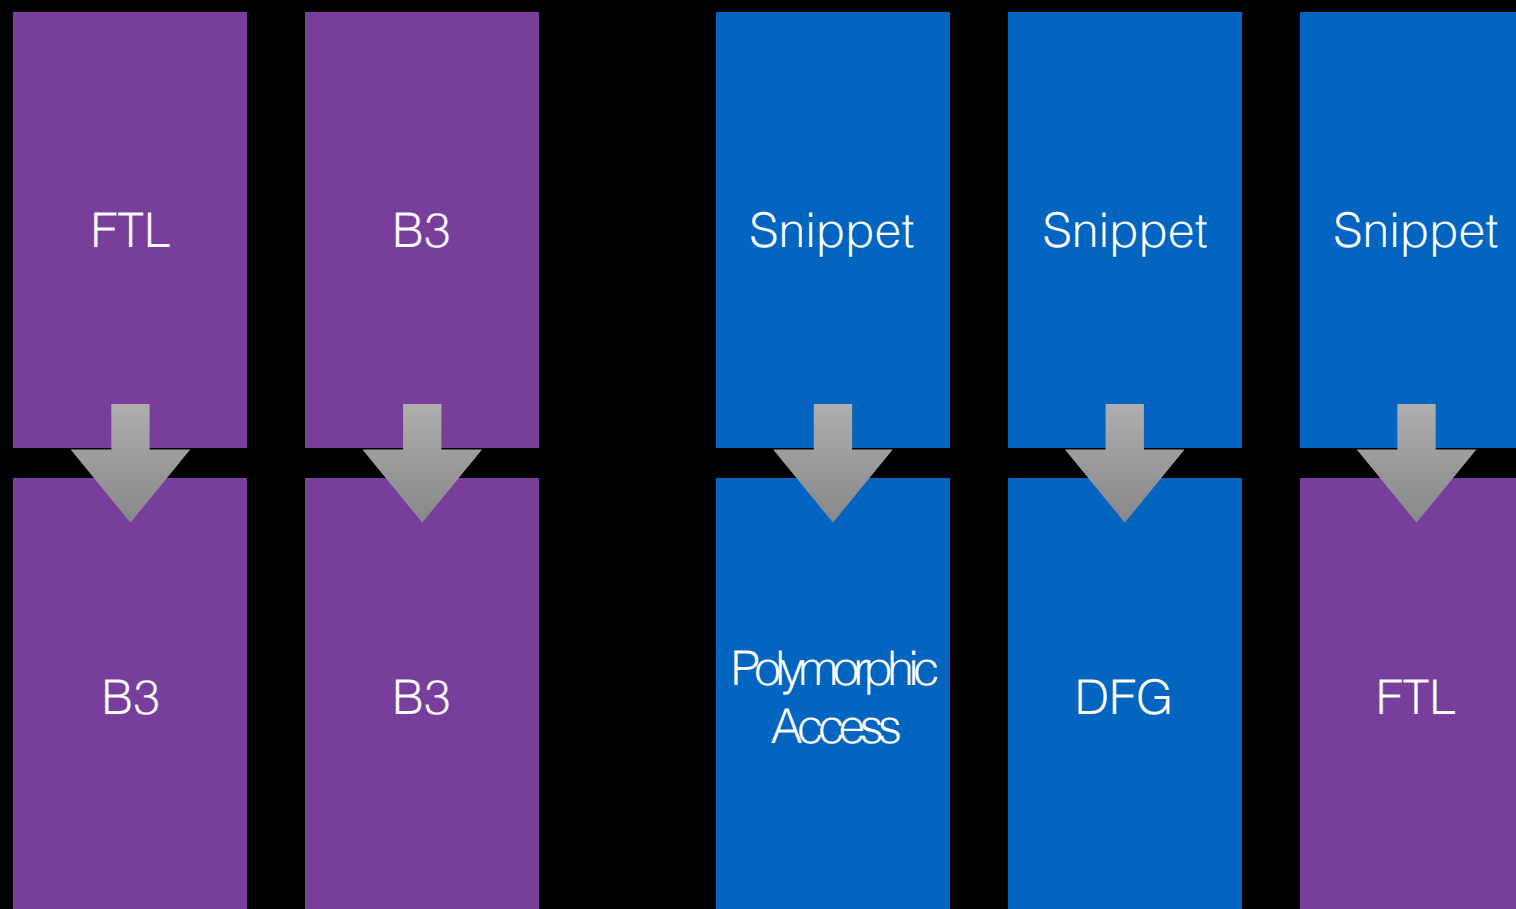 FTL
B3
Snippet
Snippet
Snippet
B3
B3
Polymorphic
Access
DFG
FTL